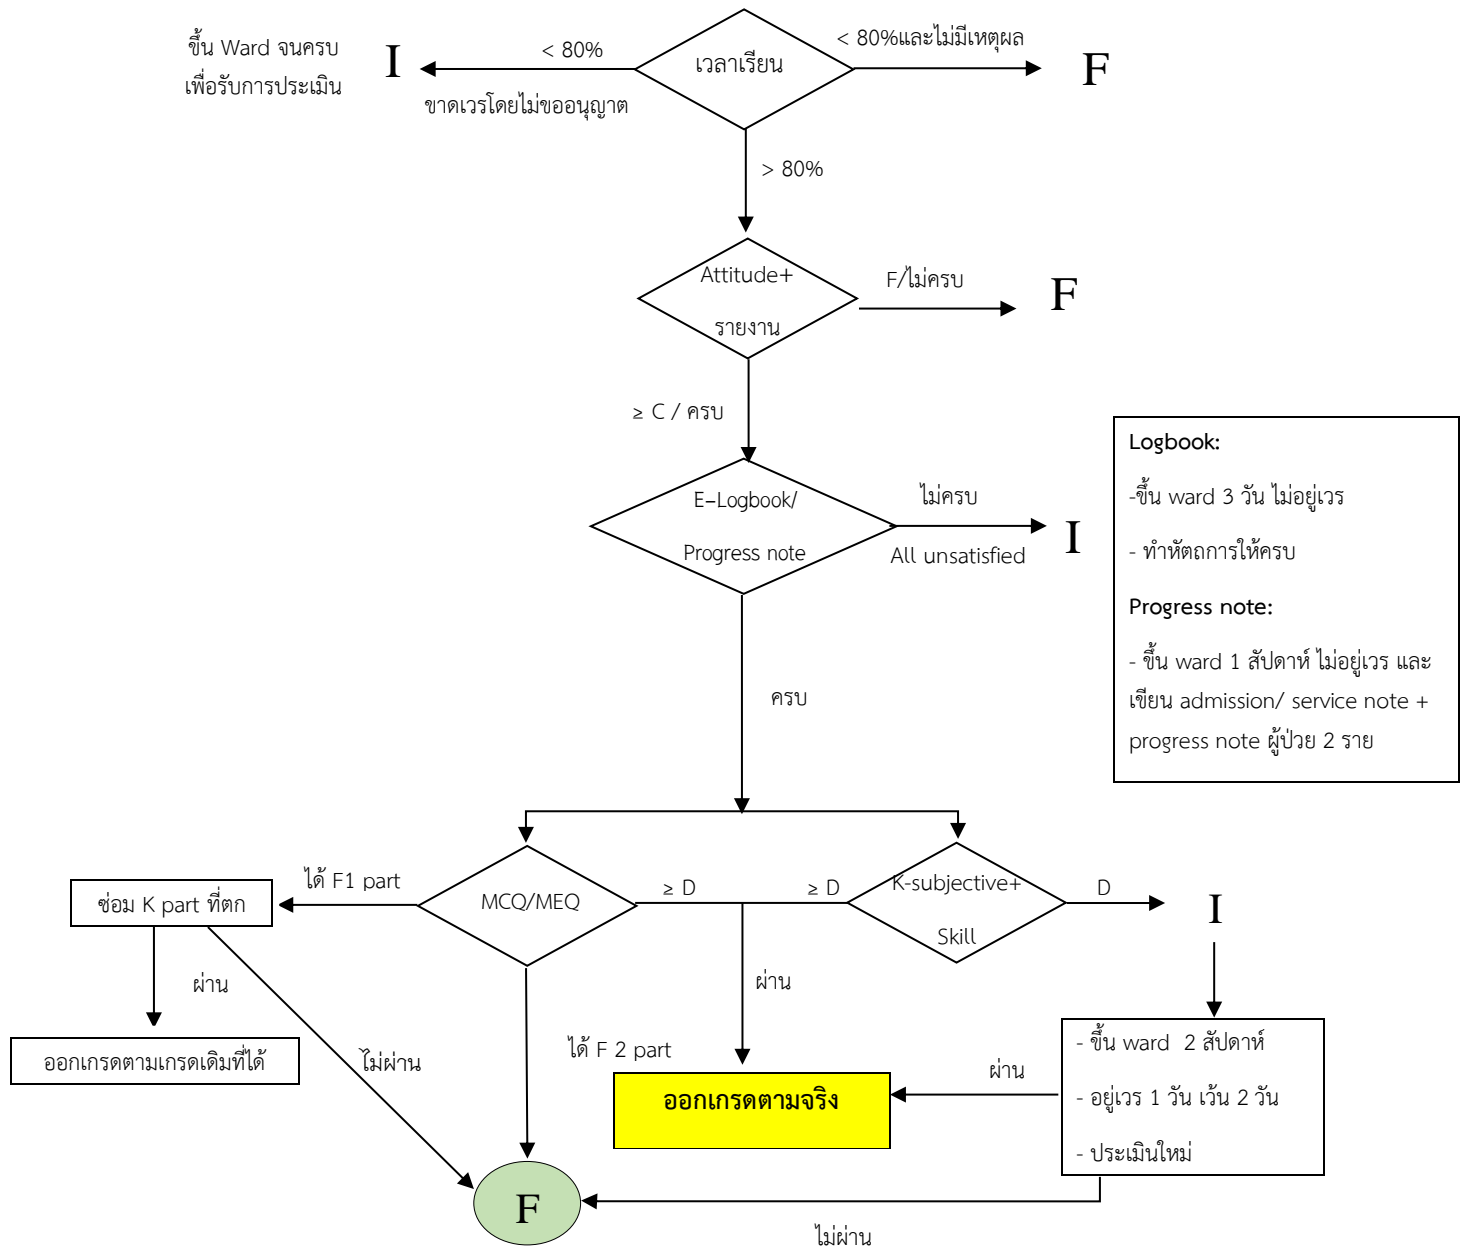 ขึ้น Ward จนครบ
เพื่อรับการประเมิน
I
< 80%
ขาดเวรโดยไม่ขออนุญาต
เวลาเรียน
< 80%และไม่มีเหตุผล
F
> 80%
Attitude+
รายงาน
F/ไม่ครบ
F
≥ C / ครบ
E–Logbook/
Progress note
ไม่ครบ
All unsatisfied
I
Logbook:
-ขึ้น ward 3 วัน ไม่อยู่เวร
- ทำหัตถการให้ครบ
Progress note:
- ขึ้น ward 1 สัปดาห์ ไม่อยู่เวร และ
เขียน admission/ service note +
progress note ผู้ป่วย 2 ราย
ครบ
ซ่อม K part ที่ตก
ได้ F1 part
MCQ/MEQ
≥ D
≥ D
K-subjective+
Skill
D
I
ผ่าน
ผ่าน
ออกเกรดตามเกรดเดิมที่ได้
ไม่ผ่าน
ได้ F 2 part
ออกเกรดตามจริง
ผ่าน
- ขึ้น ward 2 สัปดาห์
- อยู่เวร 1 วัน เว้น 2 วัน
- ประเมินใหม่
F
ไม่ผ่าน